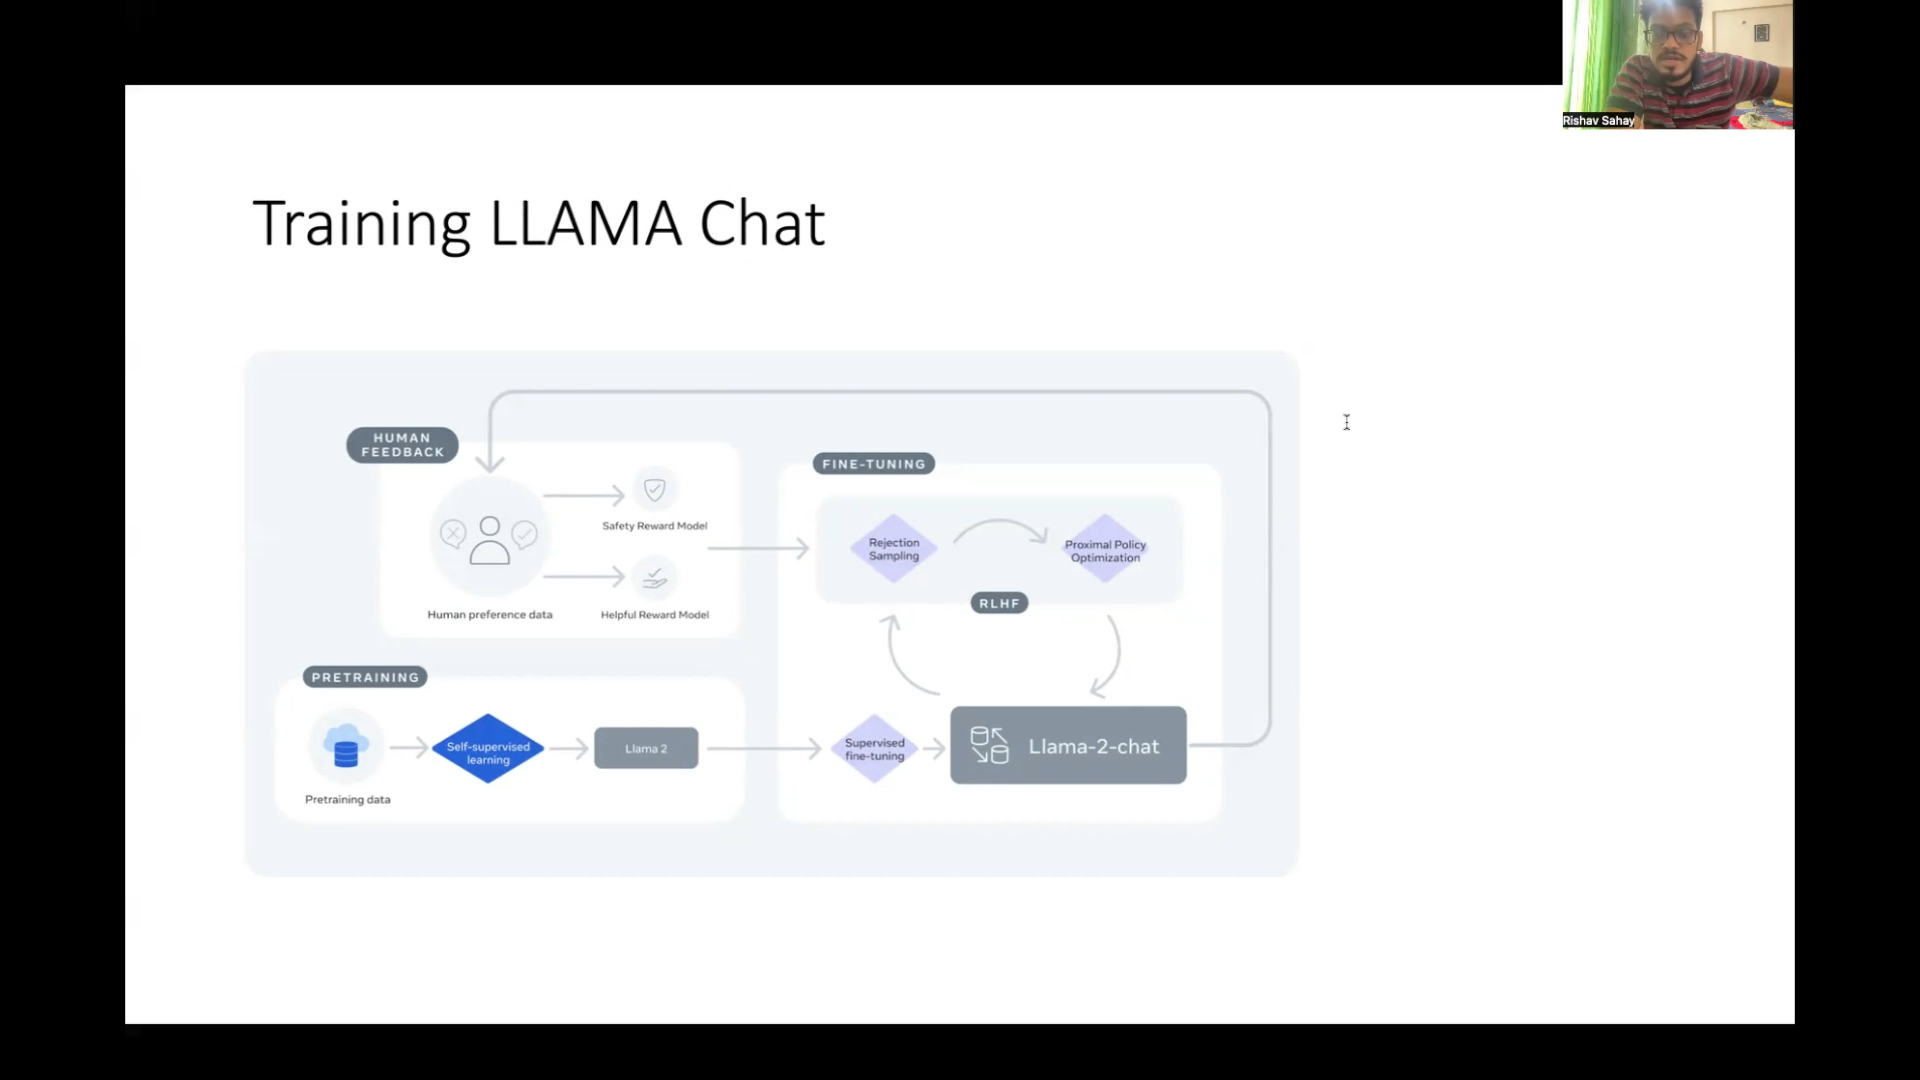 Rishav Sahay
Training LLAMA Chat
HUMAN
FEEDBACK
Safety Reward Model
Human preference data
Helpful Reward Model
FINE-TUNING
Rejection
Sampling
Proximal Policy
Optimization
RLHF
PRETRAINING
Pretraining data
Self-supervised
learning
Llama 2
Supervised
fine-tuning
Llama-2-chat